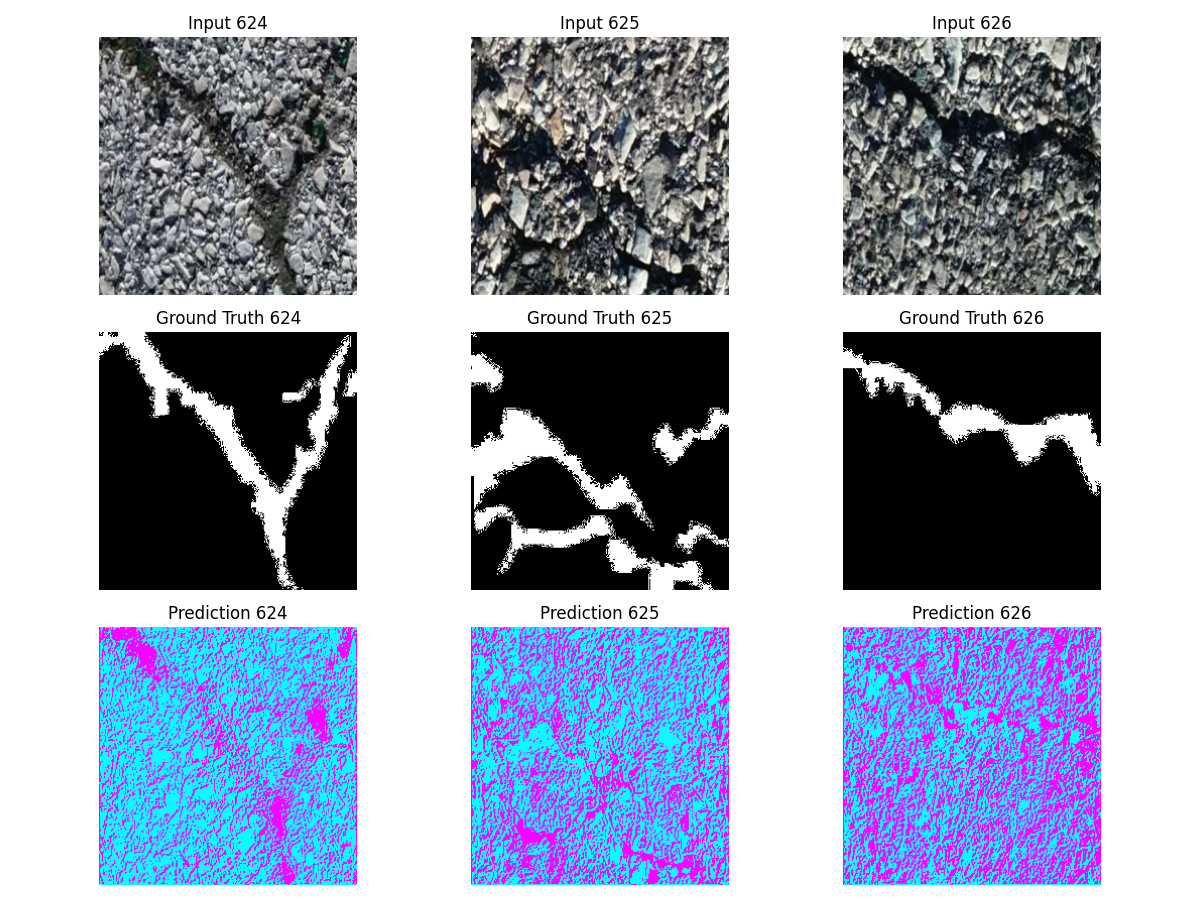 Input 624
Input 625
Input 626
Ground Truth 624
Ground Truth 625
Ground Truth 626
Prediction 624
Prediction 625
Prediction 626